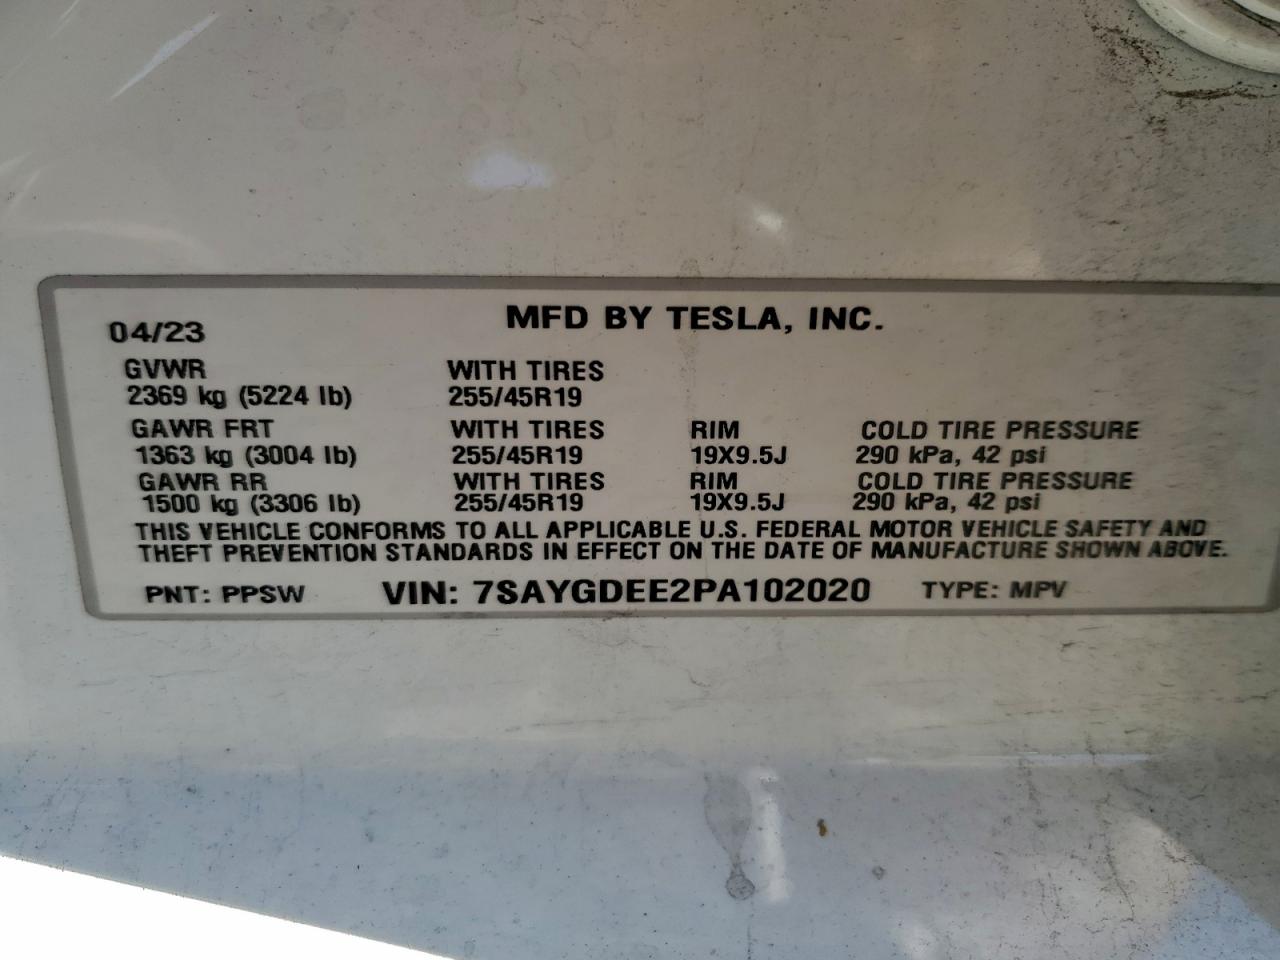 04/23 MFD BY TESLA, INC.
GVWR WITH TIRES
2369 kg (5224 lb) 255/45R19
GAWR FRT WITH TIRES RIM COLD TIRE PRESSURE
1363 kg (3004 lb) 255/45R19 19X9.5J 290 kPa, 42 psi
GAWR RR WITH TIRES RIM COLD TIRE PRESSURE
1500 kg (3306 lb) 255/45R19 19X9.5J 290 kPa, 42 psi
THIS VEHICLE CONFORMS TO ALL APPLICABLE U.S. FEDERAL MOTOR VEHICLE SAFETY AND
THEFT PREVENTION STANDARDS IN EFFECT ON THE DATE OF MANUFACTURE SHOWN ABOVE.
PNT: PPSW VIN: 7SAYGDEE2PA102020 TYPE: MPV